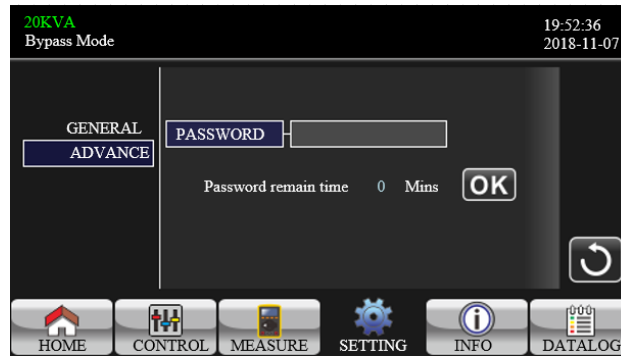 20KVA
Bypass Mode
19:52:36
2018-11-07
GENERAL
ADVANCE
PASSWORD
Password remain time 0 Mins
OK
HOME CONTROL MEASURE SETTING INFO DATALOG